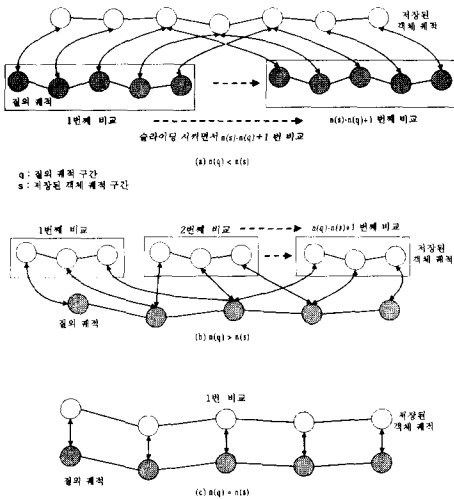 저장된
객체 궤적
질의 궤적
1번째 비교
n(s)-n(q)+1 번째 비교
슬라이딩 시키면서 n(s)-n(q)+1 번 비교
(a) n(q) < n(s)
q : 질의 궤적 구간
s : 저장된 객체 궤적 구간
1번째 비교
2번째 비교
n(q)-n(s)+1 번째 비교
저장된
객체 궤적
질의 궤적
(b) n(q) > n(s)
1번 비교
저장된
객체 궤적
질의 궤적
(c) n(q) = n(s)